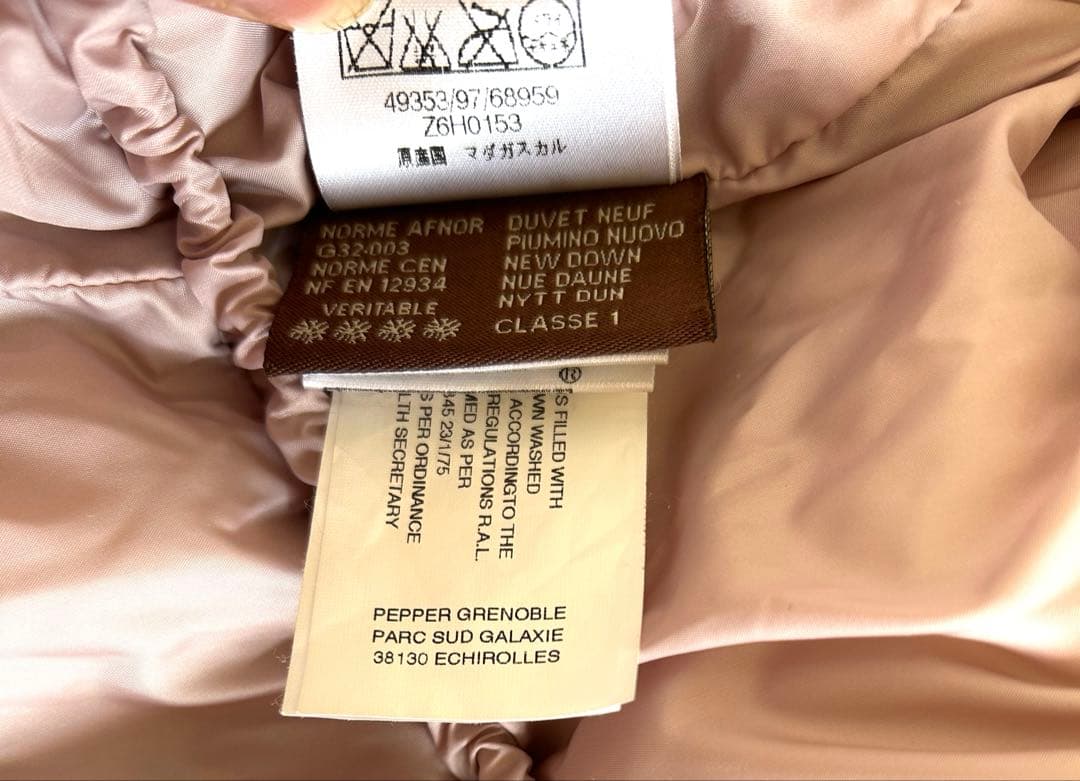 49353/97/68959
Z6H0153
原産国 マダガスカル
NORME AFNOR
G32.003
NORME CEN
NF EN 12934
VERITABLE
DUVET NEUF
PIUMINO NUOVO
NEW DOWN
NUE DAUNE
NYTT DUN
CLASSE 1
®
S FILLED WITH
WN WASHED
ACCORDINGTO THE
REGULATIONS R.A.L.
MED AS PER
345 23/1/75
S PER ORDINANCE
LTH SECRETARY
PEPPER GRENOBLE
PARC SUD GALAXIE
38130 ECHIROLLES